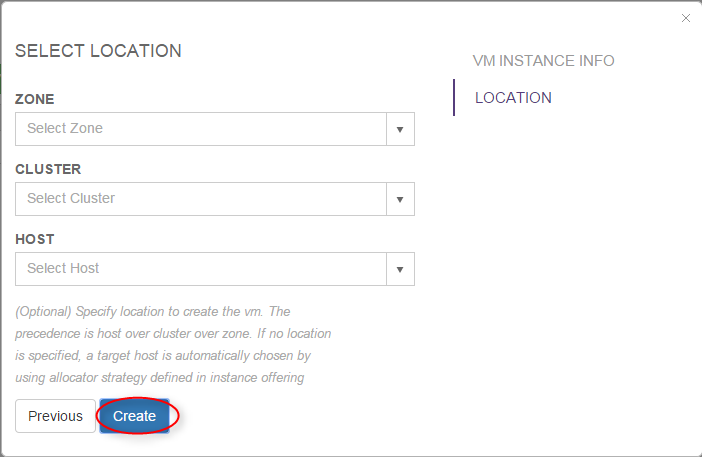 SELECT LOCATION
VM INSTANCE INFO
LOCATION
ZONE
Select Zone
CLUSTER
Select Cluster
HOST
Select Host
(Optional) Specify location to create the vm. The
precedence is host over cluster over zone. If no location
is specified, a target host is automatically chosen by
using allocator strategy defined in instance offering
Previous Create